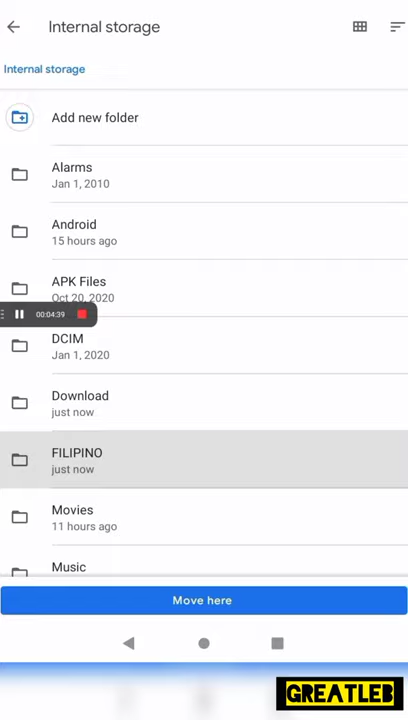 Internal storage
Internal storage
Add new folder
Alarms
Jan 1, 2010
Android
15 hours ago
APK Files
Oct 20, 2020
00:04:39
DCIM
Jan 1, 2020
Download
just now
FILIPINO
just now
Movies
11 hours ago
Music
Move here
GREATLEB